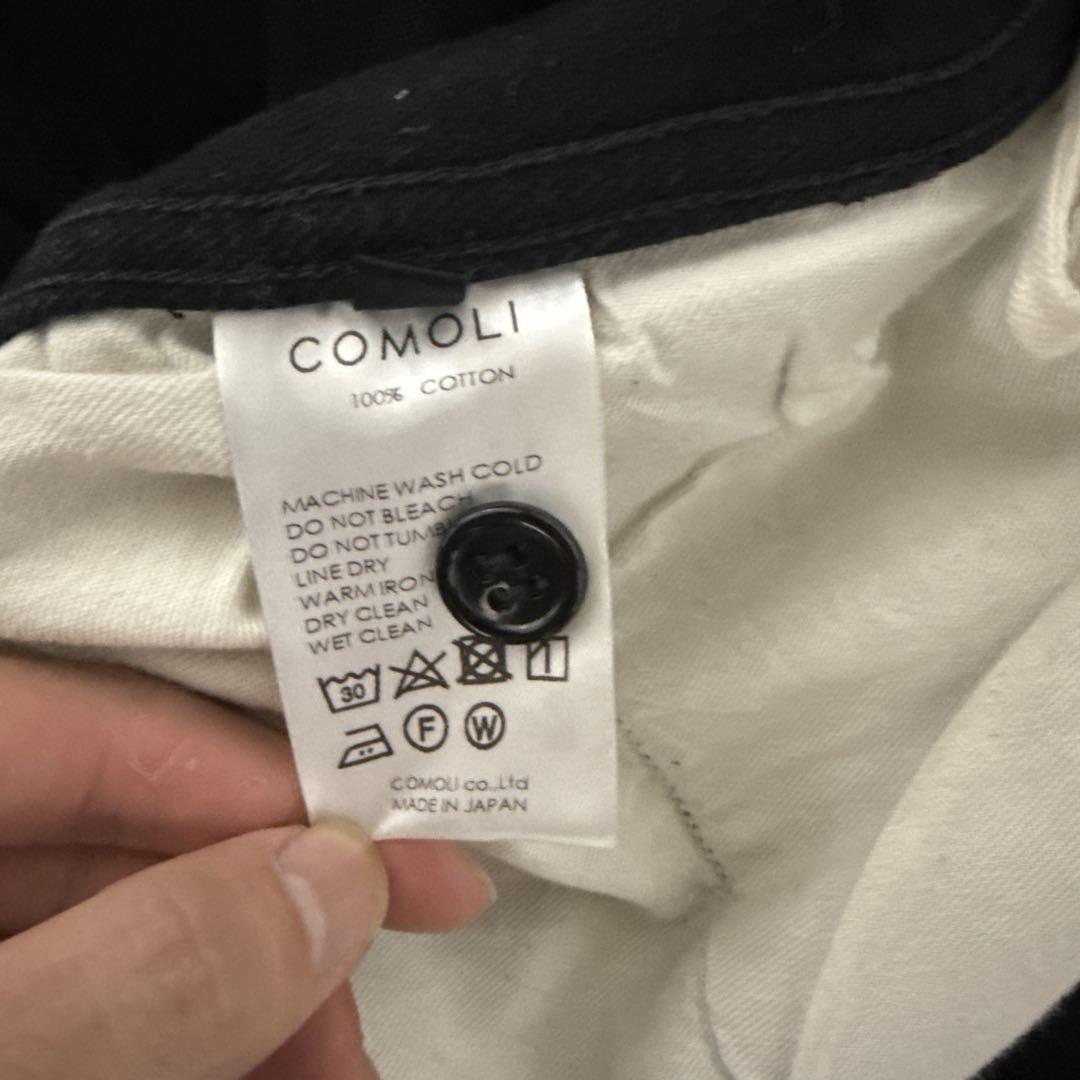 COMOLI
100% COTTON
MACHINE WASH COLD
DO NOT BLEACH
DO NOT
LINE DRY
WARM IRON
DRY CLEAN
WET CLEAN
30
F W
COMOLI co.,Ltd
MADE IN JAPAN